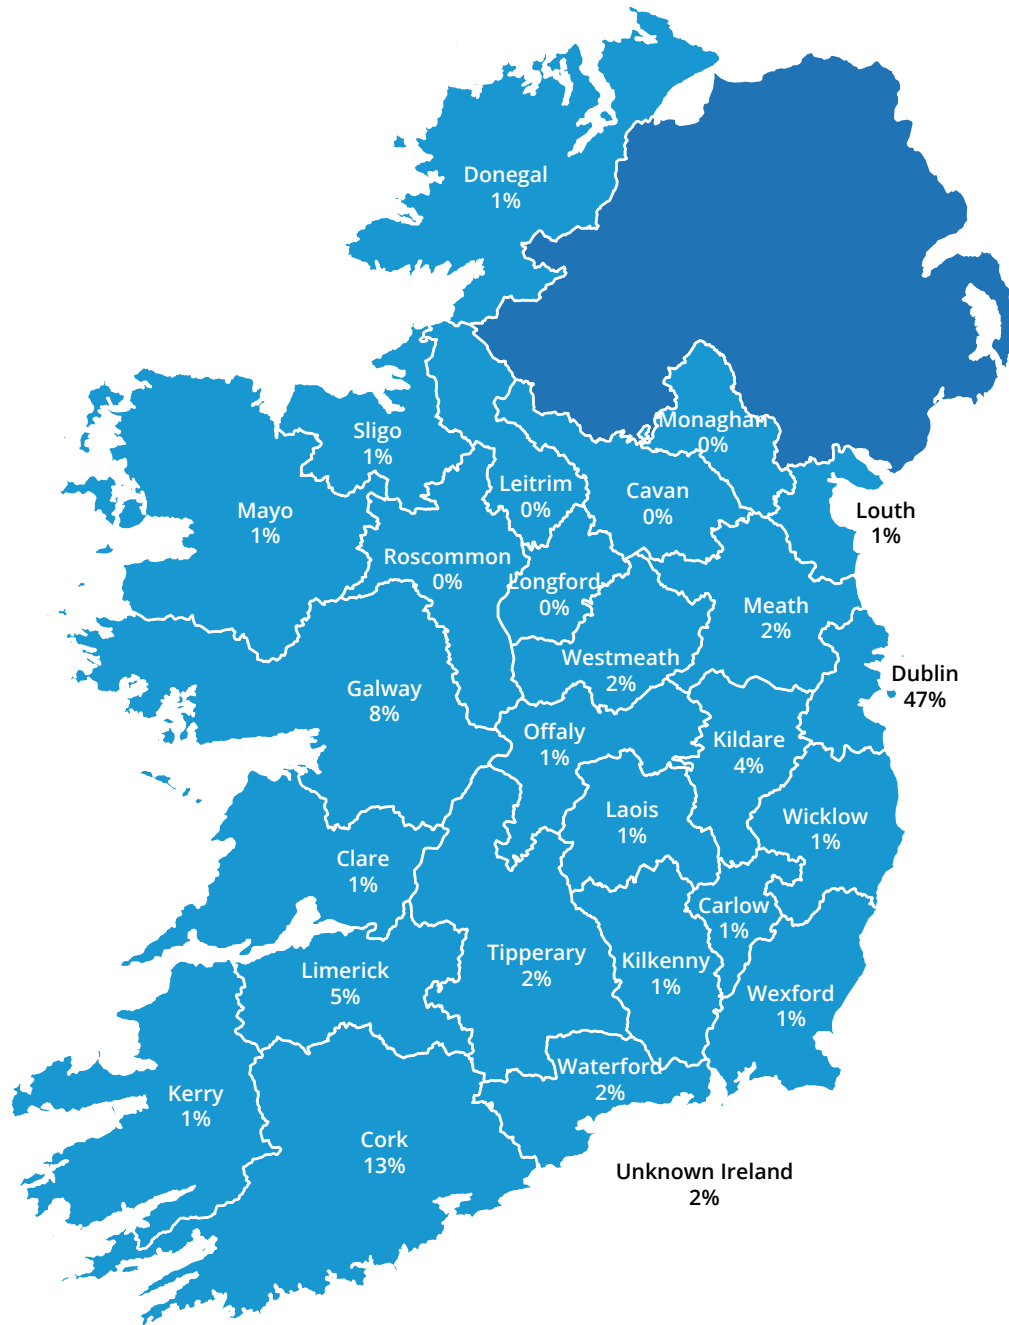 Donegal
1%
Monaghan
0%
Sligo
1%
Leitrim
0%
Cavan
0%
Mayo
1%
Louth
1%
Roscommon
0%
Longford
0%
Meath
2%
Westmeath
2%
Dublin
47%
Galway
8%
Offaly
1%
Kildare
4%
Laois
1%
Wicklow
1%
Clare
1%
Carlow
1%
Tipperary
2%
Kilkenny
1%
Limerick
5%
Wexford
1%
Waterford
2%
Kerry
1%
Cork
13%
Unknown Ireland
2%